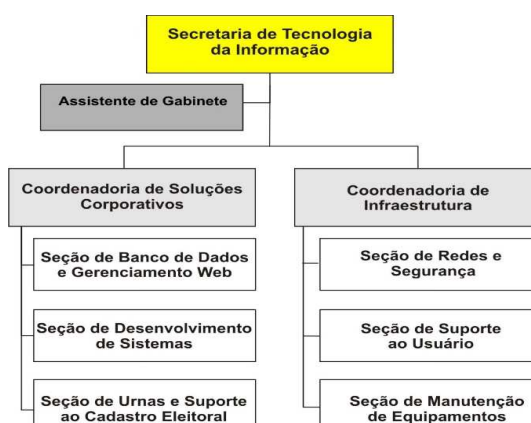 Secretaria de Tecnologia
da Informação
Assistente de Gabinete
Coordenadoria de Soluções
Corporativos
Seção de Banco de Dados
e Gerenciamento Web
Seção de Desenvolvimento
de Sistemas
Seção de Urnas e Suporte
ao Cadastro Eleitoral
Coordenadoria de
Infraestrutura
Seção de Redes e
Segurança
Seção de Suporte
ao Usuário
Seção de Manutenção
de Equipamentos